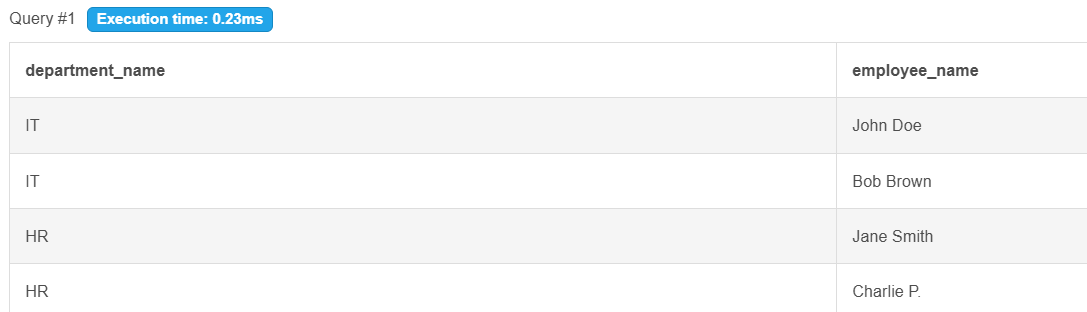 Query #1 Execution time: 0.23ms
department_name employee_name
IT John Doe
IT Bob Brown
HR Jane Smith
HR Charlie P.